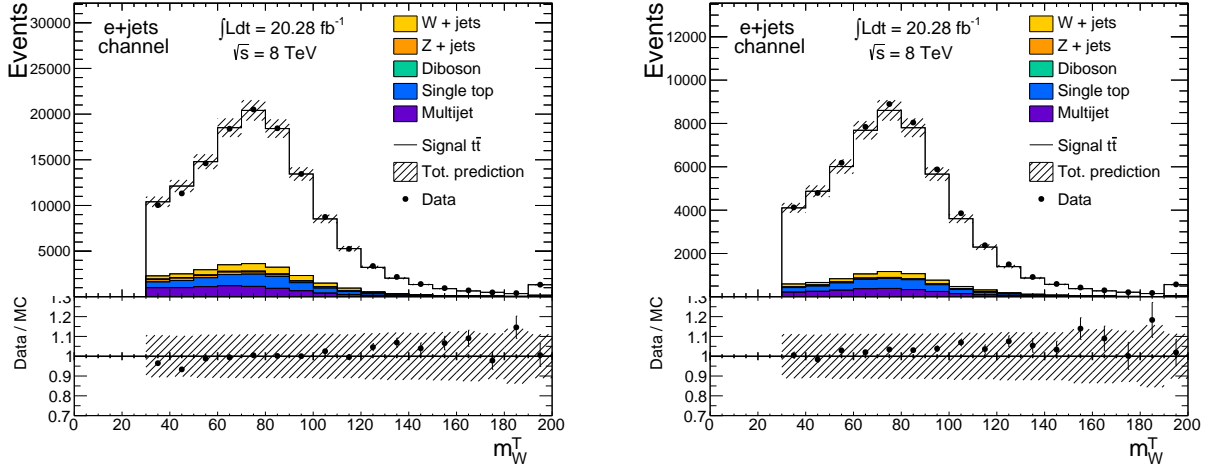 Events
30000
25000
20000
15000
10000
5000
0
e+jets
channel
∫Ldt = 20.28 fb⁻¹
√s = 8 TeV
W + jets
Z + jets
Diboson
Single top
Multijet
Signal tt̄
Tot. prediction
Data
Data / MC
1.3
1.2
1.1
1
0.9
0.8
0.7
0 20 40 60 80 100 120 140 160 180 200
m_W^T
Events
12000
10000
8000
6000
4000
2000
e+jets
channel
∫Ldt = 20.28 fb⁻¹
√s = 8 TeV
W + jets
Z + jets
Diboson
Single top
Multijet
Signal tt̄
Tot. prediction
Data
Data / MC
1.3
1.2
1.1
1
0.9
0.8
0.7
0 20 40 60 80 100 120 140 160 180 200
m_W^T